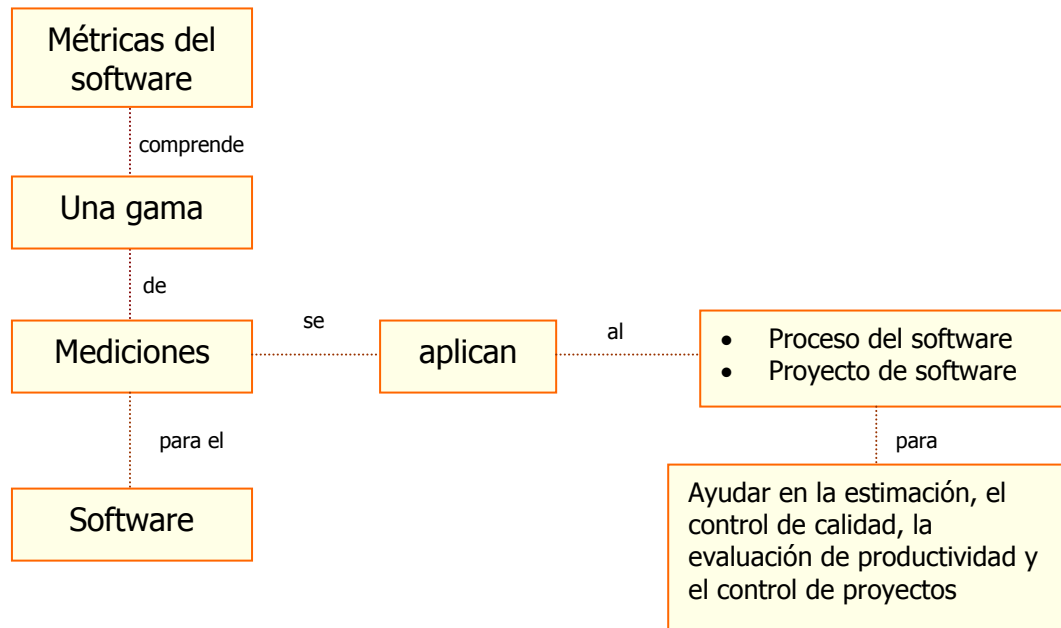 Métricas del
software
comprende
Una gama
de
Mediciones
se
aplican
al
• Proceso del software
• Proyecto de software
para el
Software
para
Ayudar en la estimación, el
control de calidad, la
evaluación de productividad y
el control de proyectos